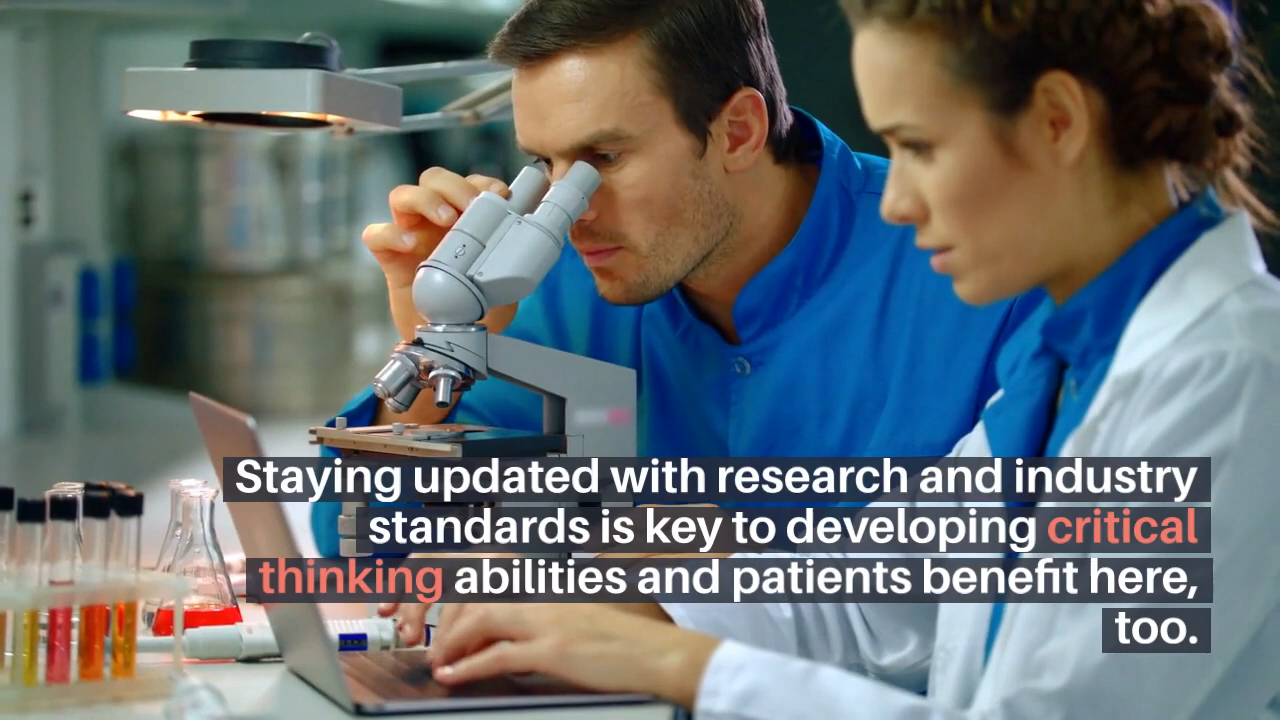 Staying updated with research and industry
standards is key to developing critical
thinking abilities and patients benefit here,
too.